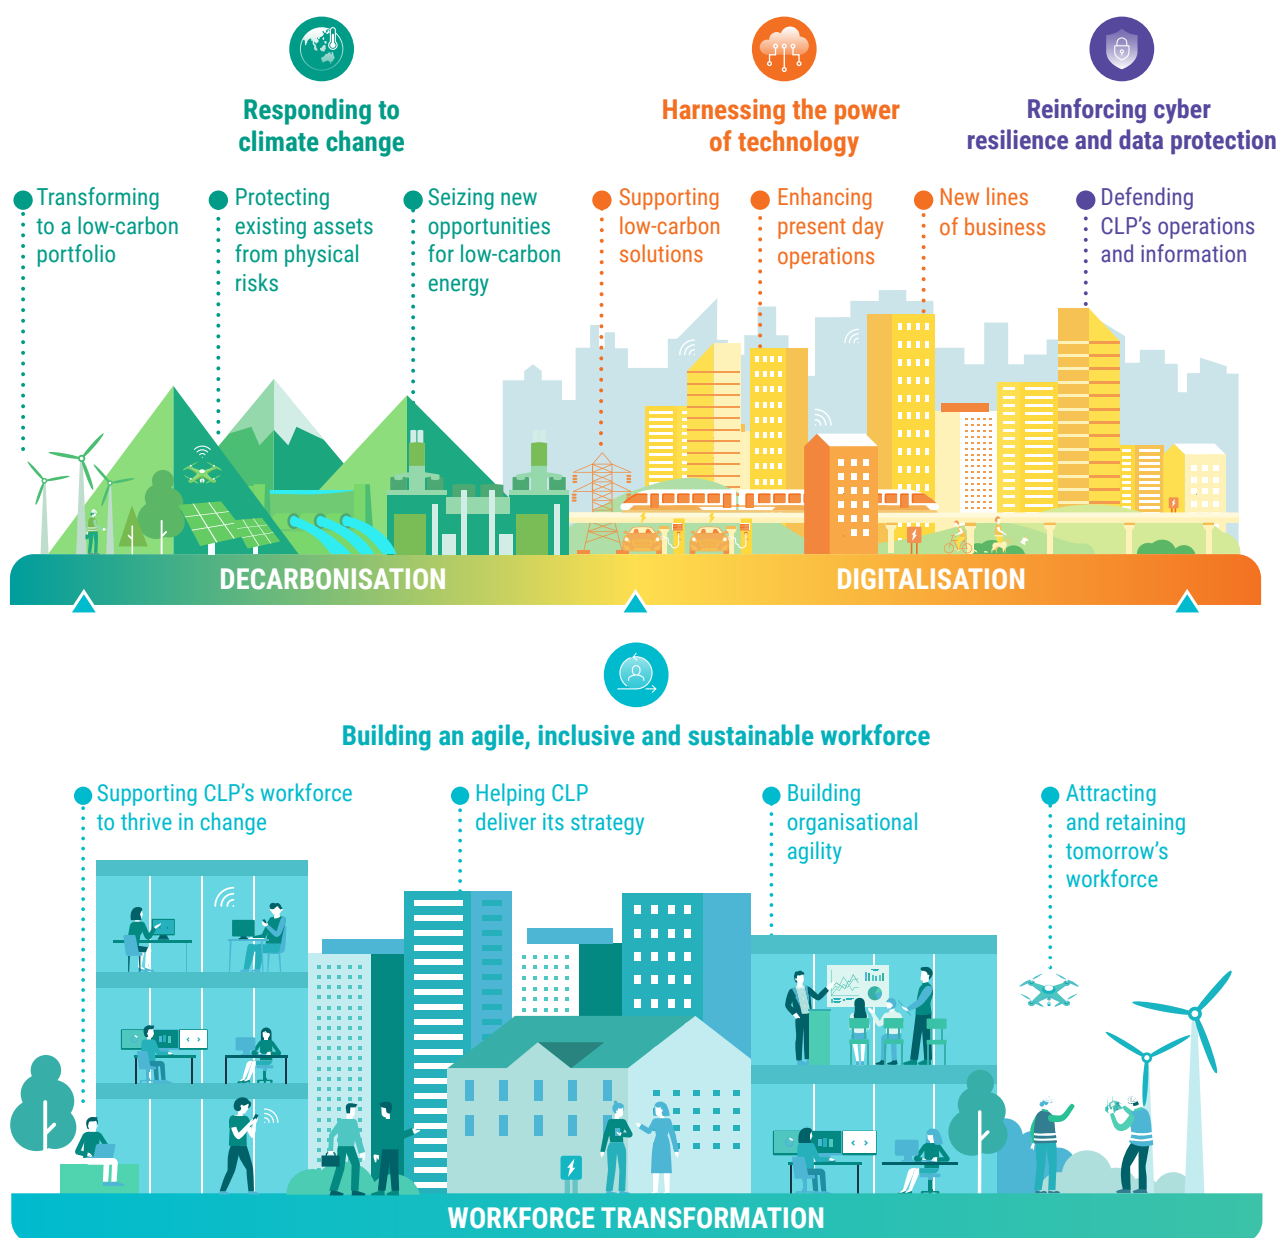 Responding to
climate change
Harnessing the power
of technology
Reinforcing cyber
resilience and data protection
Transforming
to a low-carbon
portfolio
Protecting
existing assets
from physical
risks
Seizing new
opportunities
for low-carbon
energy
Supporting
low-carbon
solutions
Enhancing
present day
operations
New lines
of business
Defending
CLP's operations
and information
DECARBONISATION
DIGITALISATION
Building an agile, inclusive and sustainable workforce
Supporting CLP's workforce
to thrive in change
Helping CLP
deliver its strategy
Building
organisational
agility
Attracting
and retaining
tomorrow's
workforce
WORKFORCE TRANSFORMATION